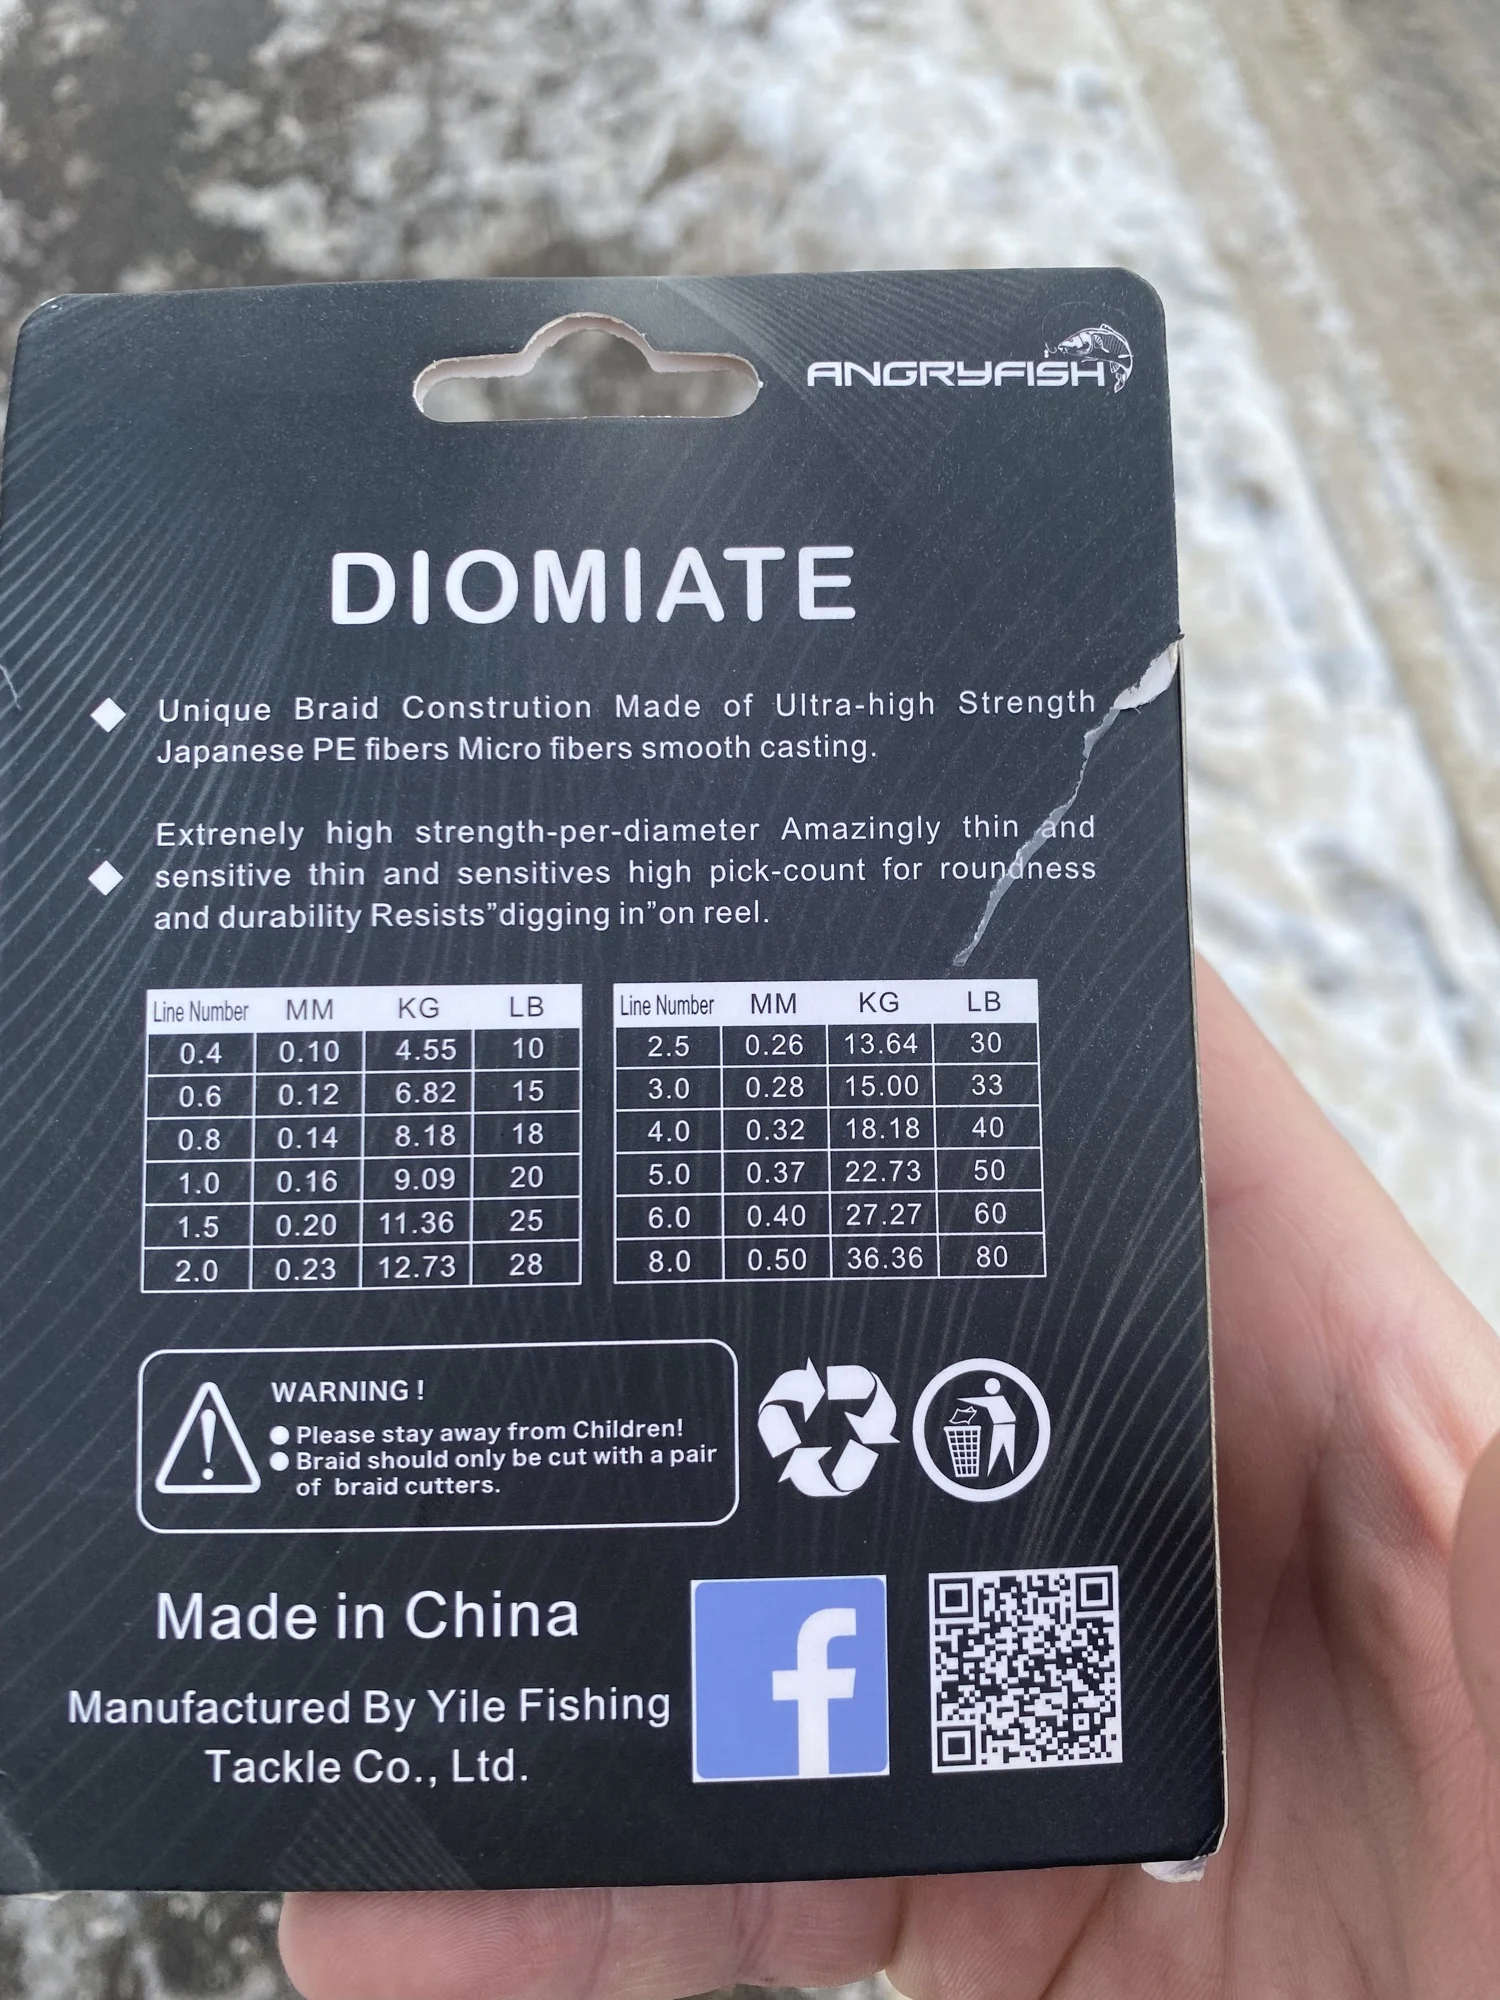 ANGRYFISH
DIOMIATE
Unique Braid Constrution Made of Ultra-high Strength
Japanese PE fibers Micro fibers smooth casting.
Extrenely high strength-per-diameter Amazingly thin and
sensitive thin and sensitives high pick-count for roundness
and durability Resists”digging in”on reel.
Line Number MM KG LB
0.4 0.10 4.55 10
0.6 0.12 6.82 15
0.8 0.14 8.18 18
1.0 0.16 9.09 20
1.5 0.20 11.36 25
2.0 0.23 12.73 28
Line Number MM KG LB
2.5 0.26 13.64 30
3.0 0.28 15.00 33
4.0 0.32 18.18 40
5.0 0.37 22.73 50
6.0 0.40 27.27 60
8.0 0.50 36.36 80
WARNING !
Please stay away from Children!
Braid should only be cut with a pair
of braid cutters.
Made in China
Manufactured By Yile Fishing
Tackle Co., Ltd.
f